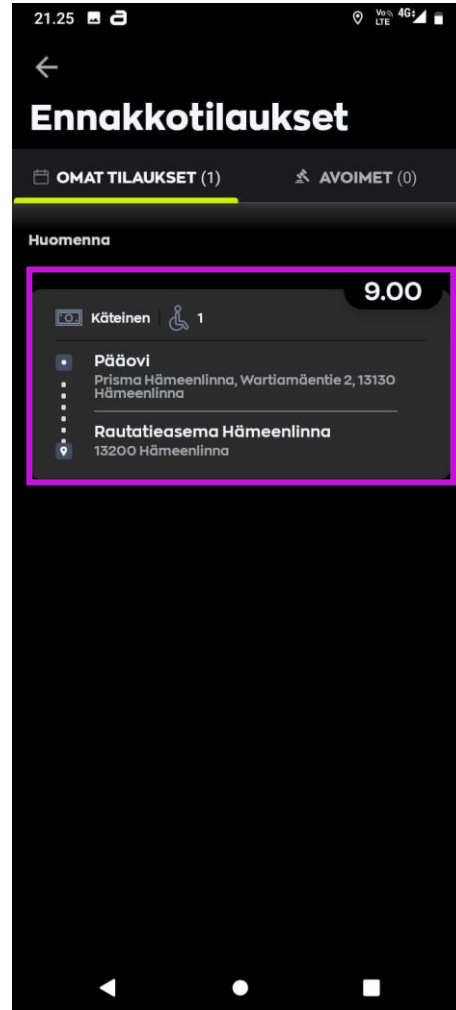 21.25
Vo LTE 4G
Ennakkotilaukset
OMAT TILAUKSET (1)
AVOIMET (0)
Huomenna
9.00
Käteinen 1
Pääovi
Prisma Hämeenlinna, Wartiamäentie 2, 13130
Hämeenlinna
Rautatieasema Hämeenlinna
13200 Hämeenlinna